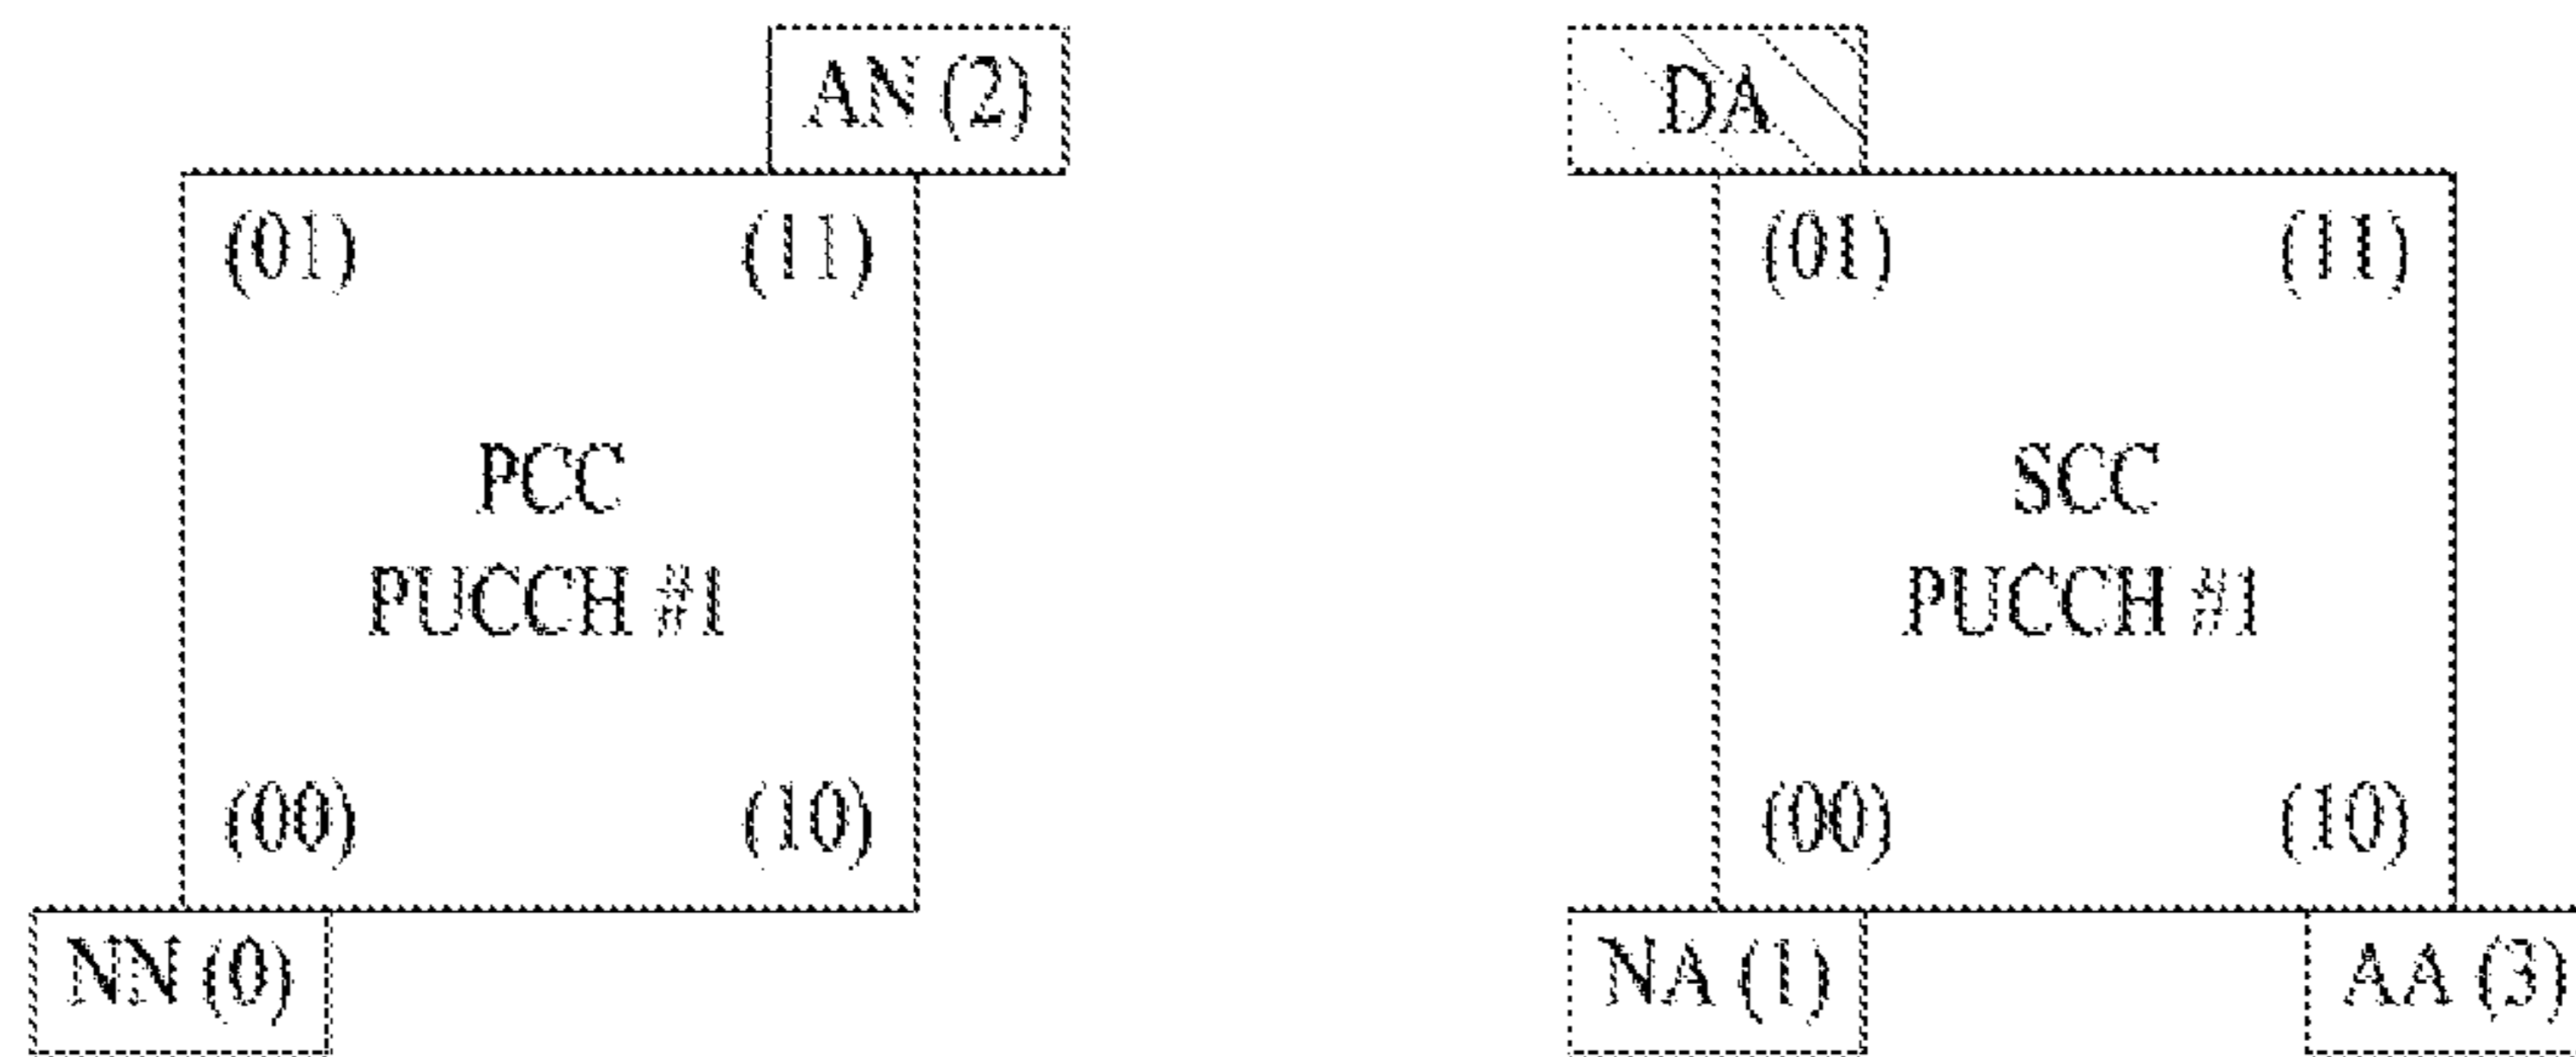 AN (2)
(01) (11)
PCC
PUCCH #1
(00) (10)
NN (0)
DA
(01) (11)
SCC
PUCCH #1
(00) (10)
NA (1) AA (3)